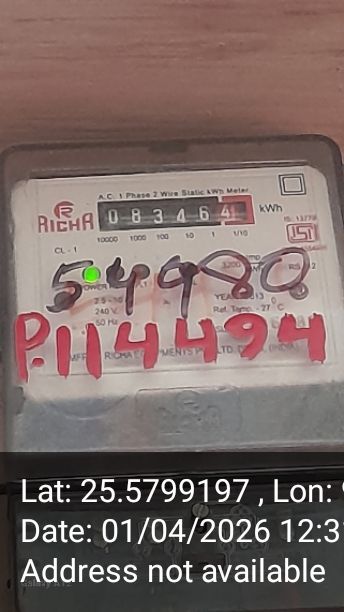 A.C. 1 Phase 2 Wire Static kWh Meter
R
RICHA
083464
kWh
10000 1000 100 10 1 1/10
CL - 1
54980
240 V
50 Hz
Ref. Temp. - 27 °C
P.114494
Lat: 25.5799197 , Lon:
Date: 01/04/2026 12:3
Address not available